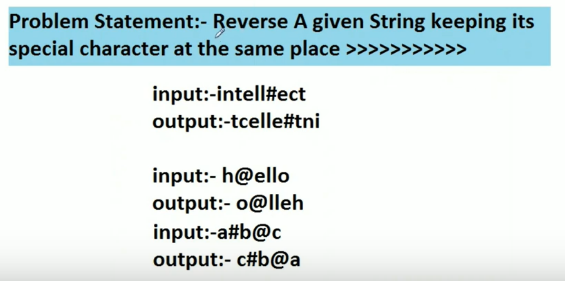 Problem Statement:- Reverse A given String keeping its
special character at the same place >>>>>>>>>>>
input:-intell#ect
output:-tcelle#tni
input:- h@ello
output:- o@lleh
input:-a#b@c
output:- c#b@a